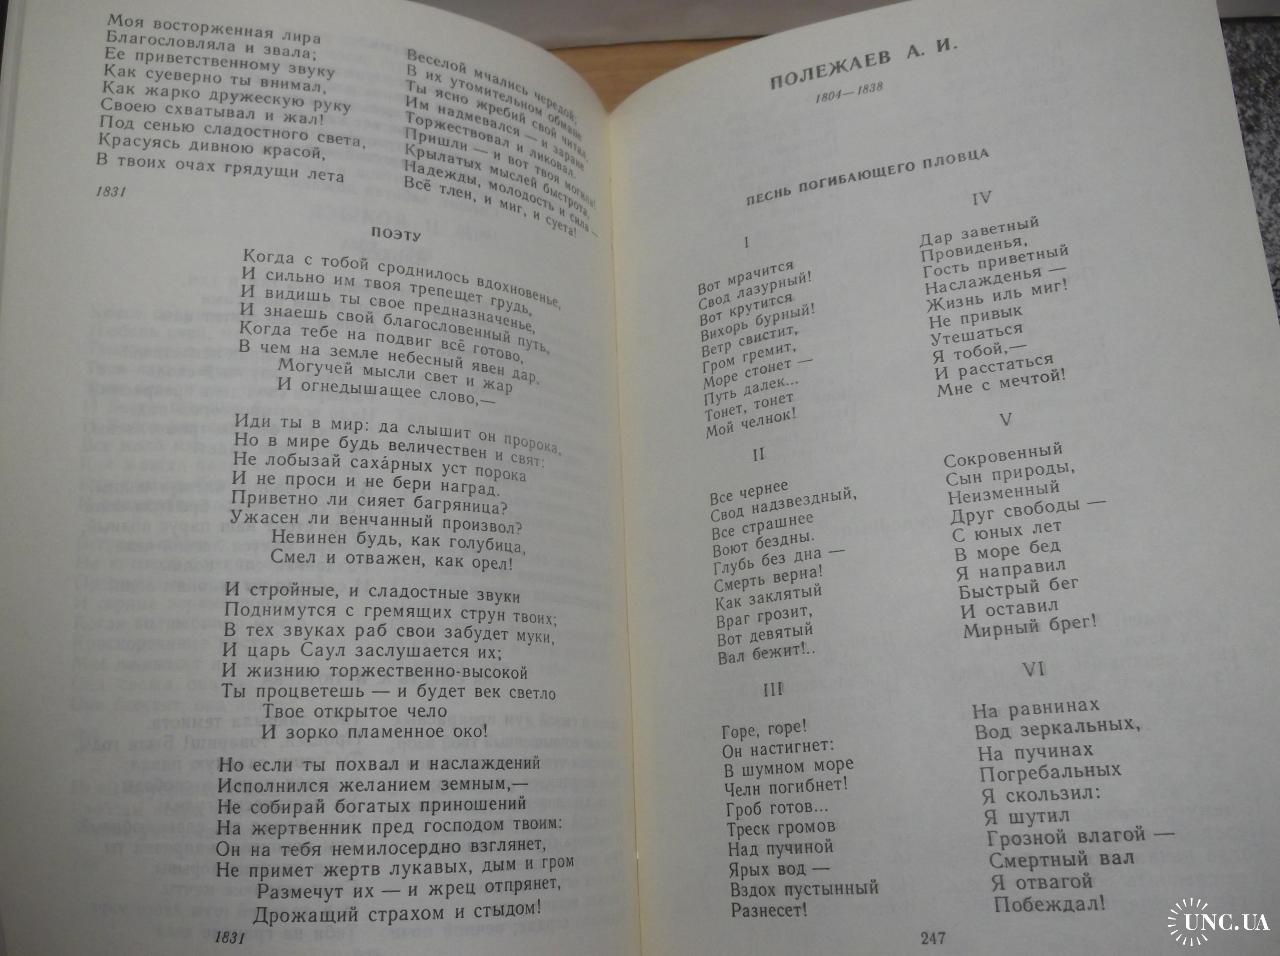 Моя восторженная лира
Благословляла и звала;
Ее приветственному звуку
Как суеверно ты внимал,
Как жарко дружескую руку
Своею схватывал и жал!
Под сенью сладостного света,
Красуясь дивною красой,
В твоих очах грядущи лета
Веселой мчались чередой;
В их утомительном обмане
Ты ясно жребий свой читал,
Им надмевался — и заране
Торжествовал и ликовал.
Пришли — и вот твоя могила!
Крылатых мыслей быстрота,
Надежды, молодость и сила —
Всё тлен, и миг, и суета!
1831
ПОЭТУ
Когда с тобой сроднилось вдохновенье,
И сильно им твоя трепещет грудь,
И видишь ты свое предназначенье,
И знаешь свой благословенный путь,
Когда тебе на подвиг всё готово,
В чем на земле небесный явен дар,
Могучей мысли свет и жар
И огнедышащее слово,—
Иди ты в мир: да слышит он пророка,
Но в мире будь величествен и свят:
Не лобызай саха́рных уст порока
И не проси и не бери наград.
Приветно ли сияет багряница?
Ужасен ли венчанный произвол?
Невинен будь, как голубица,
Смел и отважен, как орел!
И стройные, и сладостные звуки
Поднимутся с гремящих струн твоих;
В тех звуках раб свои забудет муки,
И царь Саул заслушается их;
И жизнию торжественно-высокой
Ты процветешь — и будет век светло
Твое открытое чело
И зорко пламенное око!
Но если ты похвал и наслаждений
Исполнился желанием земным,—
Не собирай богатых приношений
На жертвенник пред господом твоим:
Он на тебя немилосердно взглянет,
Не примет жертв лукавых, дым и гром
Размечут их — и жрец отпрянет,
Дрожащий страхом и стыдом!
1831
ПОЛЕЖАЕВ А. И.
1804—1838
ПЕСНЬ ПОГИБАЮЩЕГО ПЛОВЦА
I
Вот мрачится
Свод лазурный!
Вот крутится
Вихорь бурный!
Ветр свистит,
Гром гремит,
Море стонет —
Путь далек...
Тонет, тонет
Мой челнок!
II
Все чернее
Свод надзвездный,
Все страшнее
Воют бездны.
Глубь без дна —
Смерть верна!
Как заклятый
Враг грозит,
Вот девятый
Вал бежит!..
III
Горе, горе!
Он настигнет:
В шумном море
Челн погибнет!
Гроб готов...
Треск громов
Над пучиной
Ярых вод —
Вздох пустынный
Разнесет!
IV
Дар заветный
Провиденья,
Гость приветный
Наслажденья —
Жизнь иль миг!
Не привык
Утешаться
Я тобой,—
И расстаться
Мне с мечтой!
V
Сокровенный
Сын природы,
Неизменный
Друг свободы —
С юных лет
В море бед
Я направил
Быстрый бег
И оставил
Мирный брег!
VI
На равнинах
Вод зеркальных,
На пучинах
Погребальных
Я скользил:
Я шутил
Грозной влагой —
Смертный вал
Я отвагой
Побеждал!
247
UNC.UA